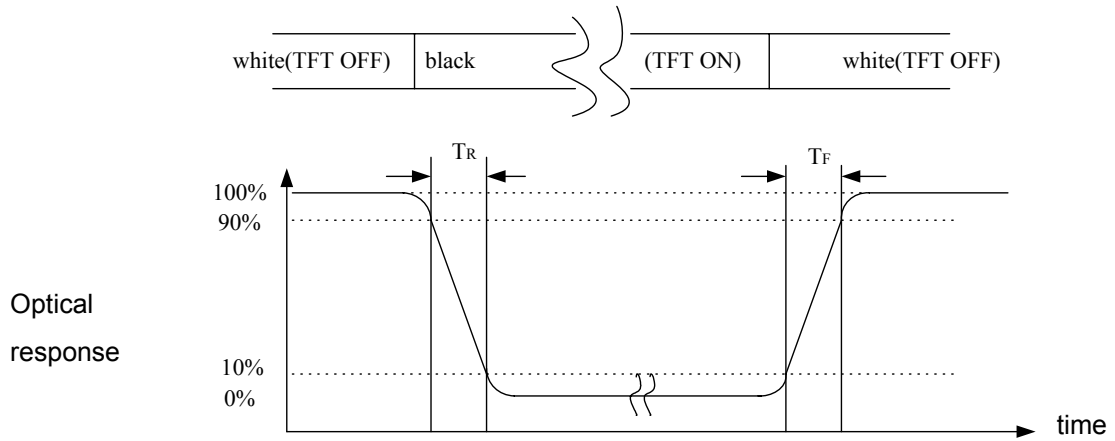 white(TFT OFF) black (TFT ON) white(TFT OFF)
TR TF
100%
90%
Optical
response
10%
0%
time